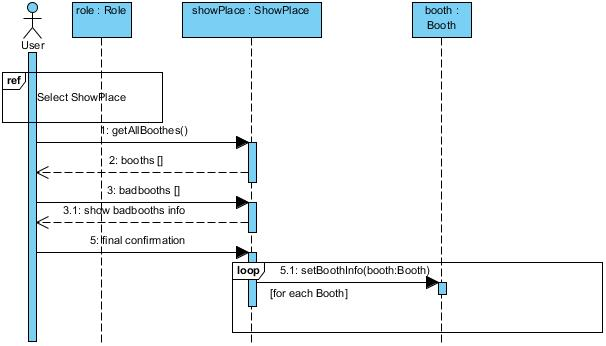 role : Role
showPlace : ShowPlace
booth :
Booth
User
ref
Select ShowPlace
1: getAllBoothes()
2: booths []
3: badbooths []
3.1: show badbooths info
5: final confirmation
loop
5.1: setBoothInfo(booth:Booth)
[for each Booth]